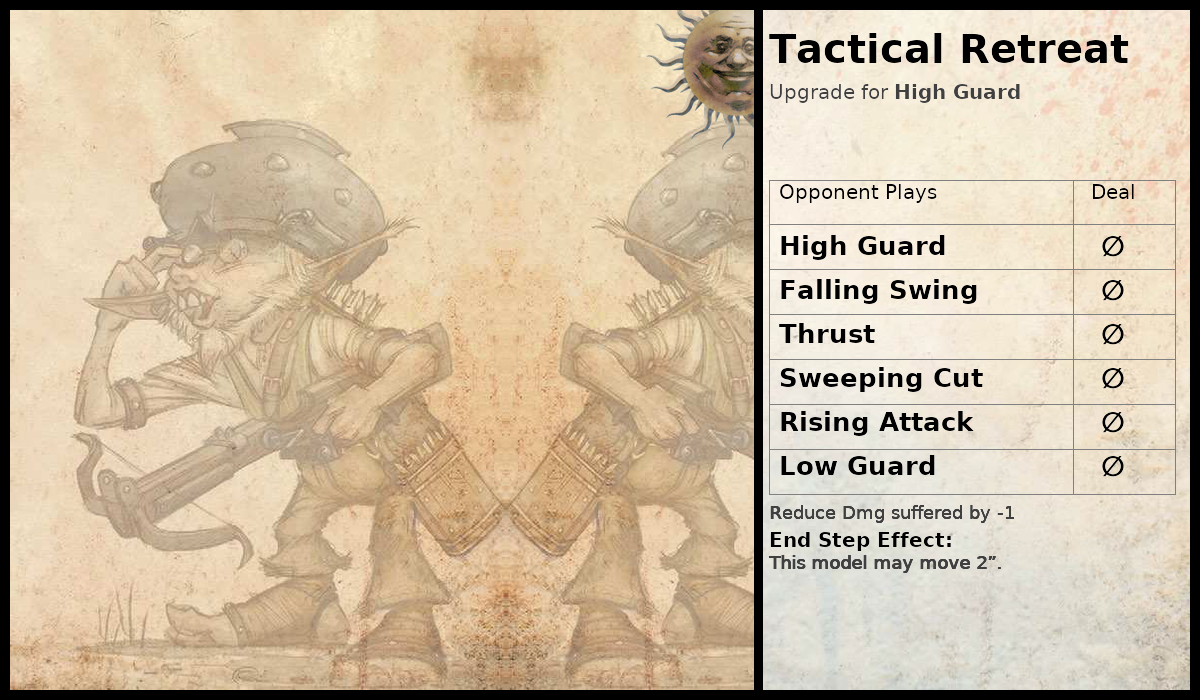 Tactical Retreat
Upgrade for High Guard
Opponent Plays Deal
High Guard ∅
Falling Swing ∅
Thrust ∅
Sweeping Cut ∅
Rising Attack ∅
Low Guard ∅
Reduce Dmg suffered by -1
End Step Effect:
This model may move 2”.